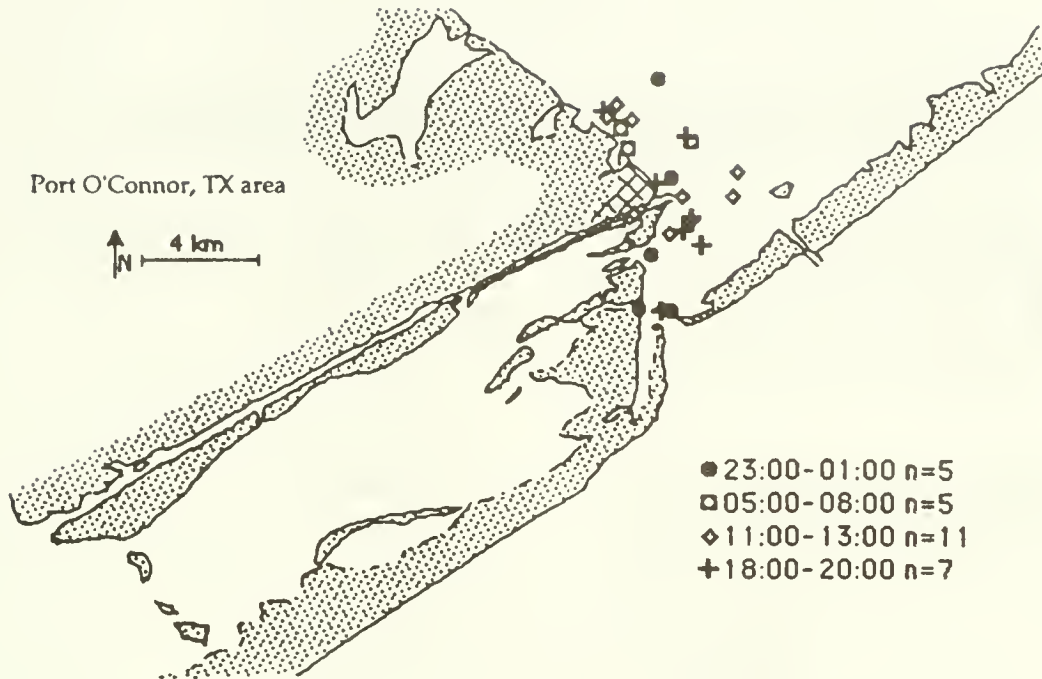 Port O'Connor, TX area
4 km
N
23:00-01:00 n=5
05:00-08:00 n=5
11:00-13:00 n=11
18:00-20:00 n=7